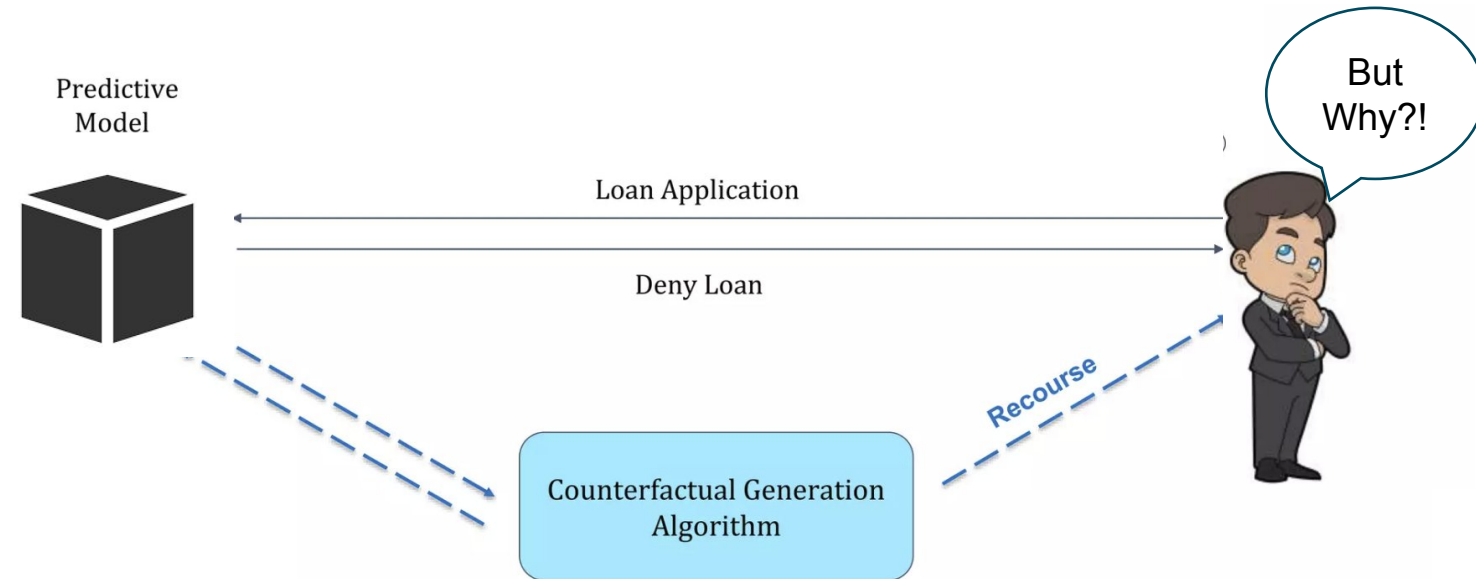 Predictive
Model
But
Why?!
)
Loan Application
Deny Loan
Recourse
Counterfactual Generation
Algorithm